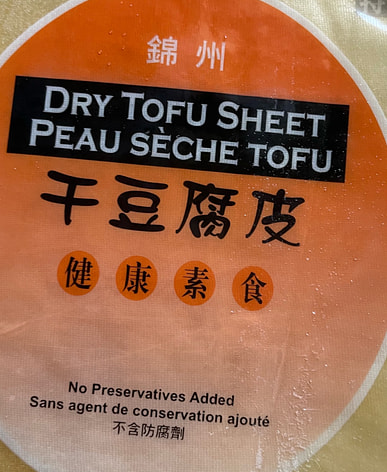 錦州
DRY TOFU SHEET
PEAU SÈCHE TOFU
干豆腐皮
健康素食
No Preservatives Added
Sans agent de conservation ajouté
不含防腐劑